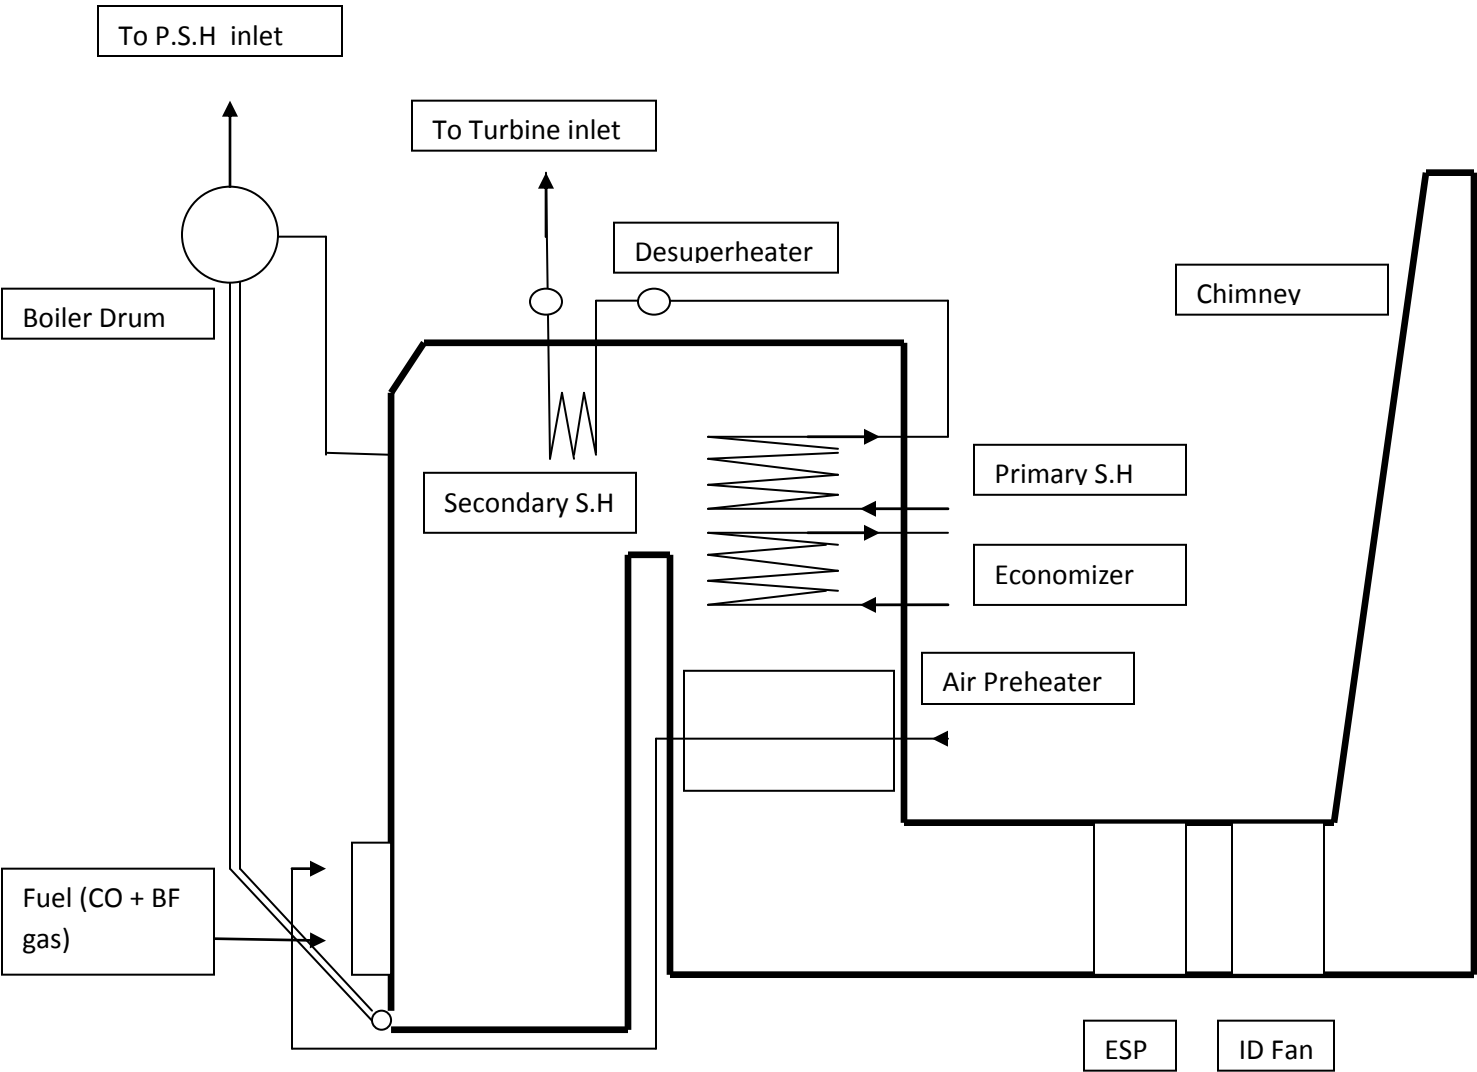 To P.S.H inlet
To Turbine inlet
Desuperheater
Chimney
Boiler Drum
Primary S.H
Secondary S.H
Economizer
Air Preheater
Fuel (CO + BF
gas)
ESP
ID Fan